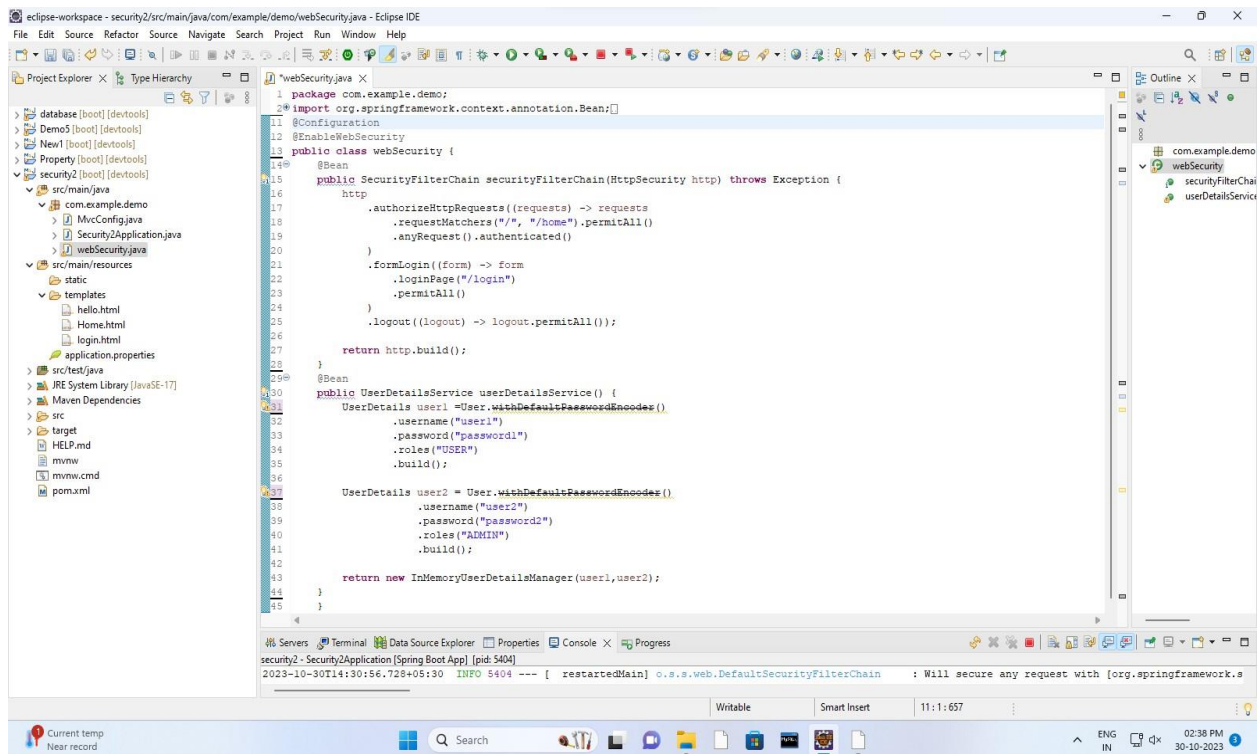 eclipse-workspace - security2/src/main/java/com/example/demo/webSecurity.java - Eclipse IDE
File Edit Source Refactor Source Navigate Search Project Run Window Help
Project Explorer Type Hierarchy
database [boot] [devtools]
Demo5 [boot] [devtools]
New1 [boot] [devtools]
Property [boot] [devtools]
security2 [boot] [devtools]
src/main/java
com.example.demo
MvcConfig.java
Security2Application.java
webSecurity.java
src/main/resources
static
templates
hello.html
Home.html
login.html
application.properties
src/test/java
JRE System Library [JavaSE-17]
Maven Dependencies
src
target
HELP.md
mvnw
mvnw.cmd
pom.xml
*webSecurity.java
1 package com.example.demo;
2 import org.springframework.context.annotation.Bean;
11 @Configuration
12 @EnableWebSecurity
13 public class webSecurity {
14 @Bean
15 public SecurityFilterChain securityFilterChain(HttpSecurity http) throws Exception {
16 http
17 .authorizeHttpRequests((requests) -> requests
18 .requestMatchers("/", "/home").permitAll()
19 .anyRequest().authenticated()
20 )
21 .formLogin((form) -> form
22 .loginPage("/login")
23 .permitAll()
24 )
25 .logout((logout) -> logout.permitAll());
26
27 return http.build();
28 }
29 @Bean
30 public UserDetailsService userDetailsService() {
31 UserDetails user1 =User.withDefaultPasswordEncoder()
32 .username("user1")
33 .password("password1")
34 .roles("USER")
35 .build();
36
37 UserDetails user2 = User.withDefaultPasswordEncoder()
38 .username("user2")
39 .password("password2")
40 .roles("ADMIN")
41 .build();
42
43 return new InMemoryUserDetailsManager(user1,user2);
44 }
45 }
Outline
com.example.demo
webSecurity
securityFilterChai
userDetailsService
Servers Terminal Data Source Explorer Properties Console Progress
security2 - Security2Application [Spring Boot App] [pid: 5404]
2023-10-30T14:30:56.728+05:30 INFO 5404 --- [ restartedMain] o.s.s.web.DefaultSecurityFilterChain : Will secure any request with [org.springframework.s
Writable Smart Insert 11 : 1 : 657
1
Current temp
Near record
Search
ENG
IN
02:38 PM
30-10-2023
3